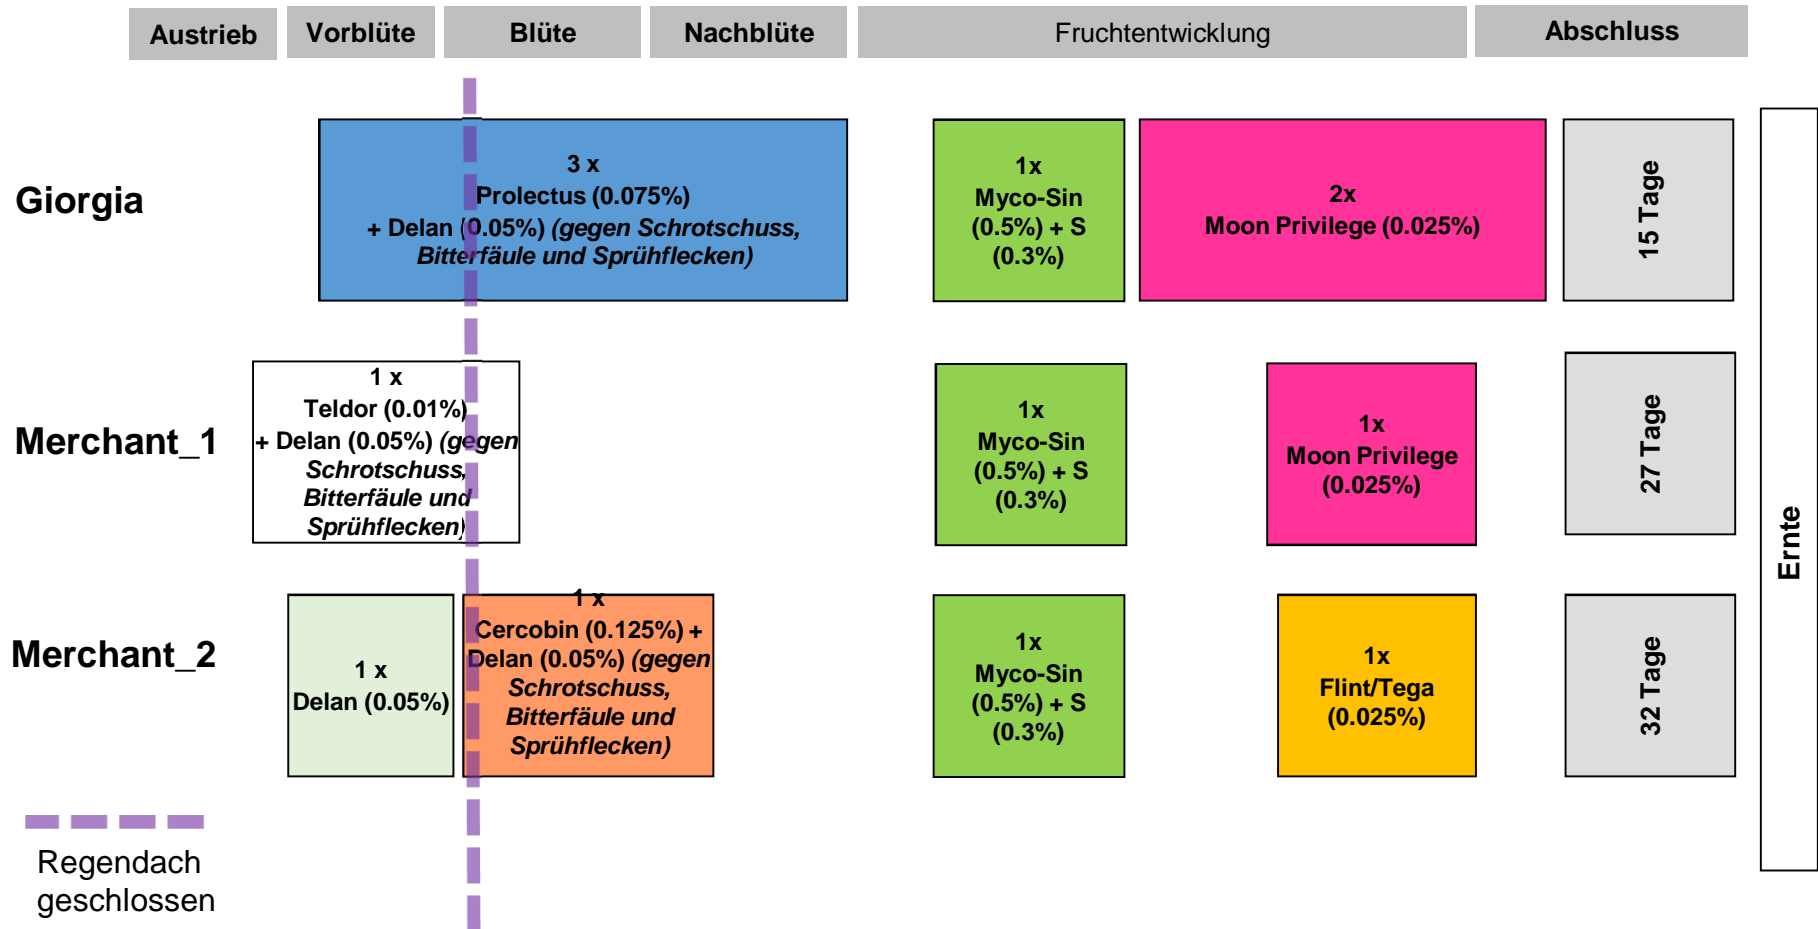 Austrieb
Vorblüte
Blüte
Nachblüte
Fruchtentwicklung
Abschluss
Giorgia
3 x
Prolectus (0.075%)
+ Delan (0.05%) (gegen Schrotschuss,
Bitterfäule und Sprühflecken)
1x
Myco-Sin
(0.5%) + S
(0.3%)
2x
Moon Privilege (0.025%)
15 Tage
Merchant_1
1 x
Teldor (0.01%)
+ Delan (0.05%) (gegen
Schrotschuss,
Bitterfäule und
Sprühflecken)
1x
Myco-Sin
(0.5%) + S
(0.3%)
1x
Moon Privilege
(0.025%)
27 Tage
Merchant_2
1 x
Delan (0.05%)
1 x
Cercobin (0.125%) +
Delan (0.05%) (gegen
Schrotschuss,
Bitterfäule und
Sprühflecken)
1x
Myco-Sin
(0.5%) + S
(0.3%)
1x
Flint/Tega
(0.025%)
32 Tage
Ernte
Regendach
geschlossen